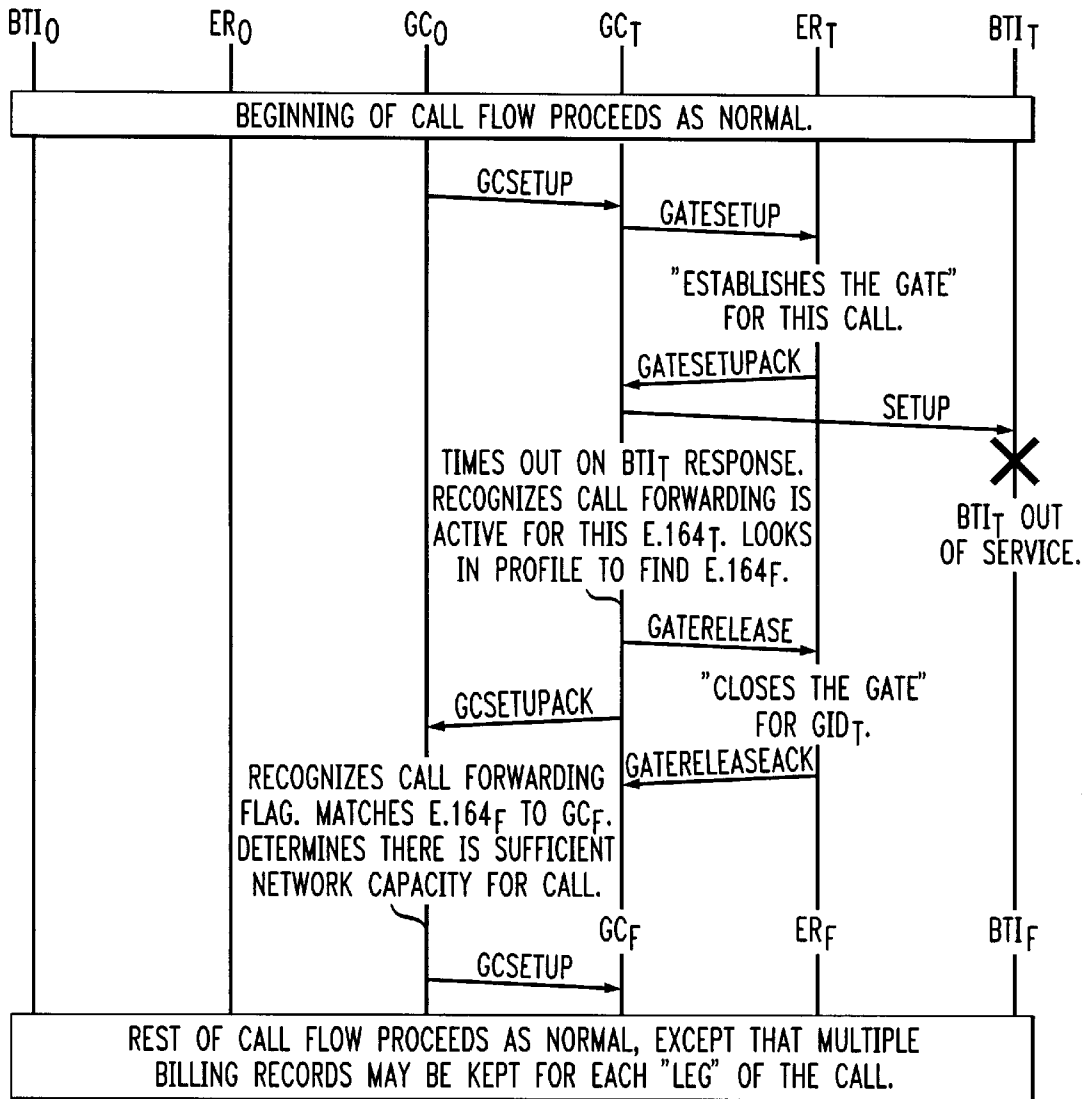 BTIO ERO GCO GCT ERT BTIT
BEGINNING OF CALL FLOW PROCEEDS AS NORMAL.
GCSETUP
GATESETUP
"ESTABLISHES THE GATE"
FOR THIS CALL.
GATESETUPACK
SETUP
TIMES OUT ON BTIT RESPONSE.
RECOGNIZES CALL FORWARDING IS
ACTIVE FOR THIS E.164T. LOOKS
IN PROFILE TO FIND E.164F.
BTIT OUT
OF SERVICE.
GATERELEASE
"CLOSES THE GATE"
FOR GIDT.
GCSETUPACK
GATERELEASEACK
RECOGNIZES CALL FORWARDING
FLAG. MATCHES E.164F TO GCF.
DETERMINES THERE IS SUFFICIENT
NETWORK CAPACITY FOR CALL.
GCF ERF BTIF
GCSETUP
REST OF CALL FLOW PROCEEDS AS NORMAL, EXCEPT THAT MULTIPLE
BILLING RECORDS MAY BE KEPT FOR EACH "LEG" OF THE CALL.